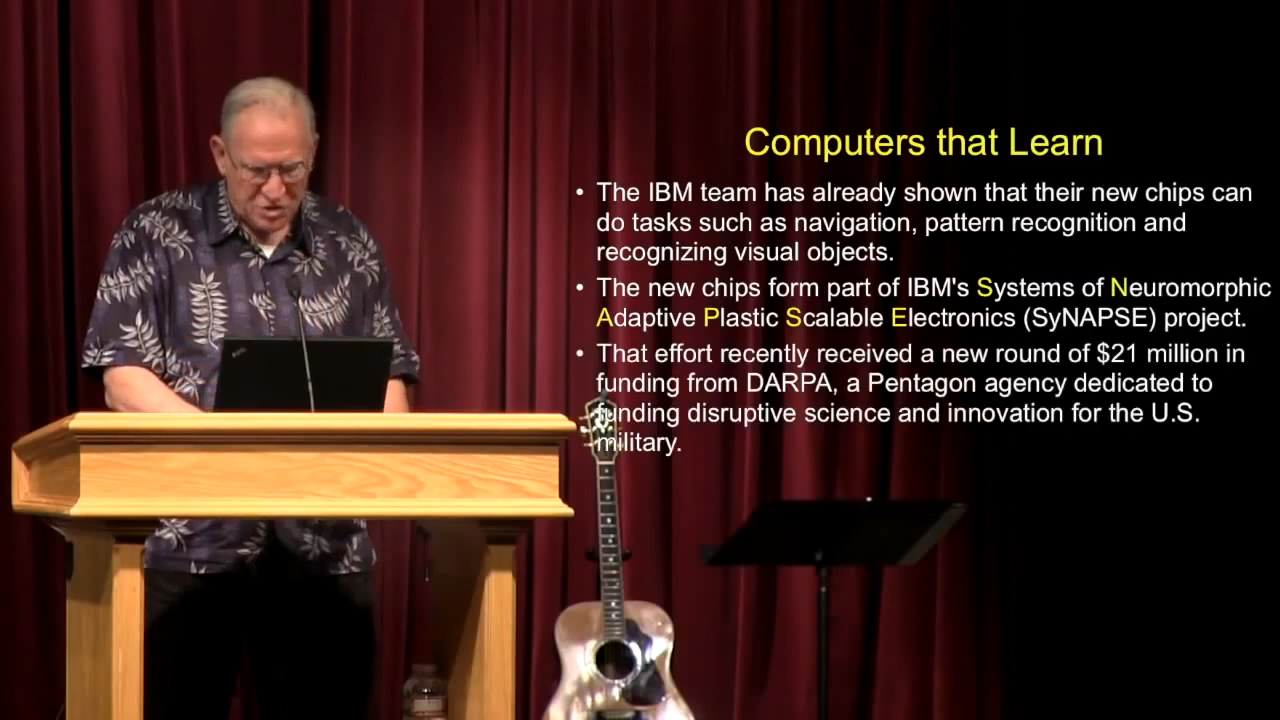 Computers that Learn
• The IBM team has already shown that their new chips can
do tasks such as navigation, pattern recognition and
recognizing visual objects.
• The new chips form part of IBM's Systems of Neuromorphic
Adaptive Plastic Scalable Electronics (SyNAPSE) project.
• That effort recently received a new round of $21 million in
funding from DARPA, a Pentagon agency dedicated to
funding disruptive science and innovation for the U.S.
military.